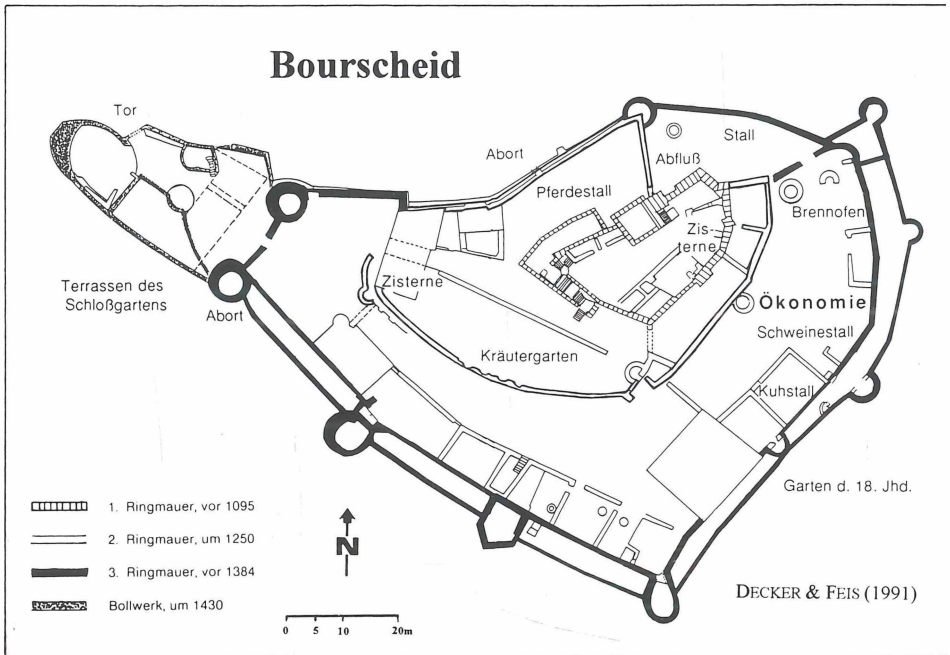 Bourscheid
Tor
Abort
Abfluß
Stall
Pferdestall
Brennofen
Zis-
terne
Terrassen des
Schloßgartens
Zisterne
Abort
Ökonomie
Schweinestall
Kräutergarten
Kuhstall
Garten d. 18. Jhd.
1. Ringmauer, vor 1095
2. Ringmauer, um 1250
3. Ringmauer, vor 1384
Bollwerk, um 1430
N
0 5 10 20m
DECKER & FEIS (1991)